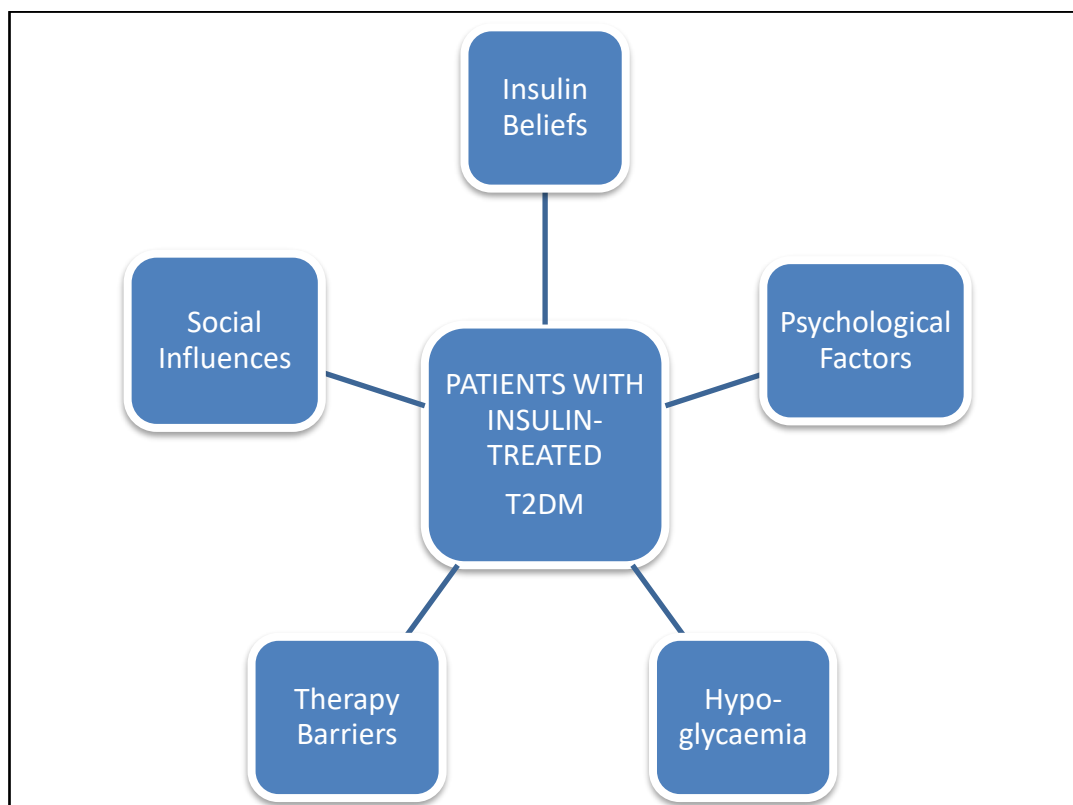 Insulin
Beliefs
Psychological
Factors
Hypo-
glycaemia
Therapy
Barriers
Social
Influences
PATIENTS WITH
INSULIN-
TREATED
T2DM